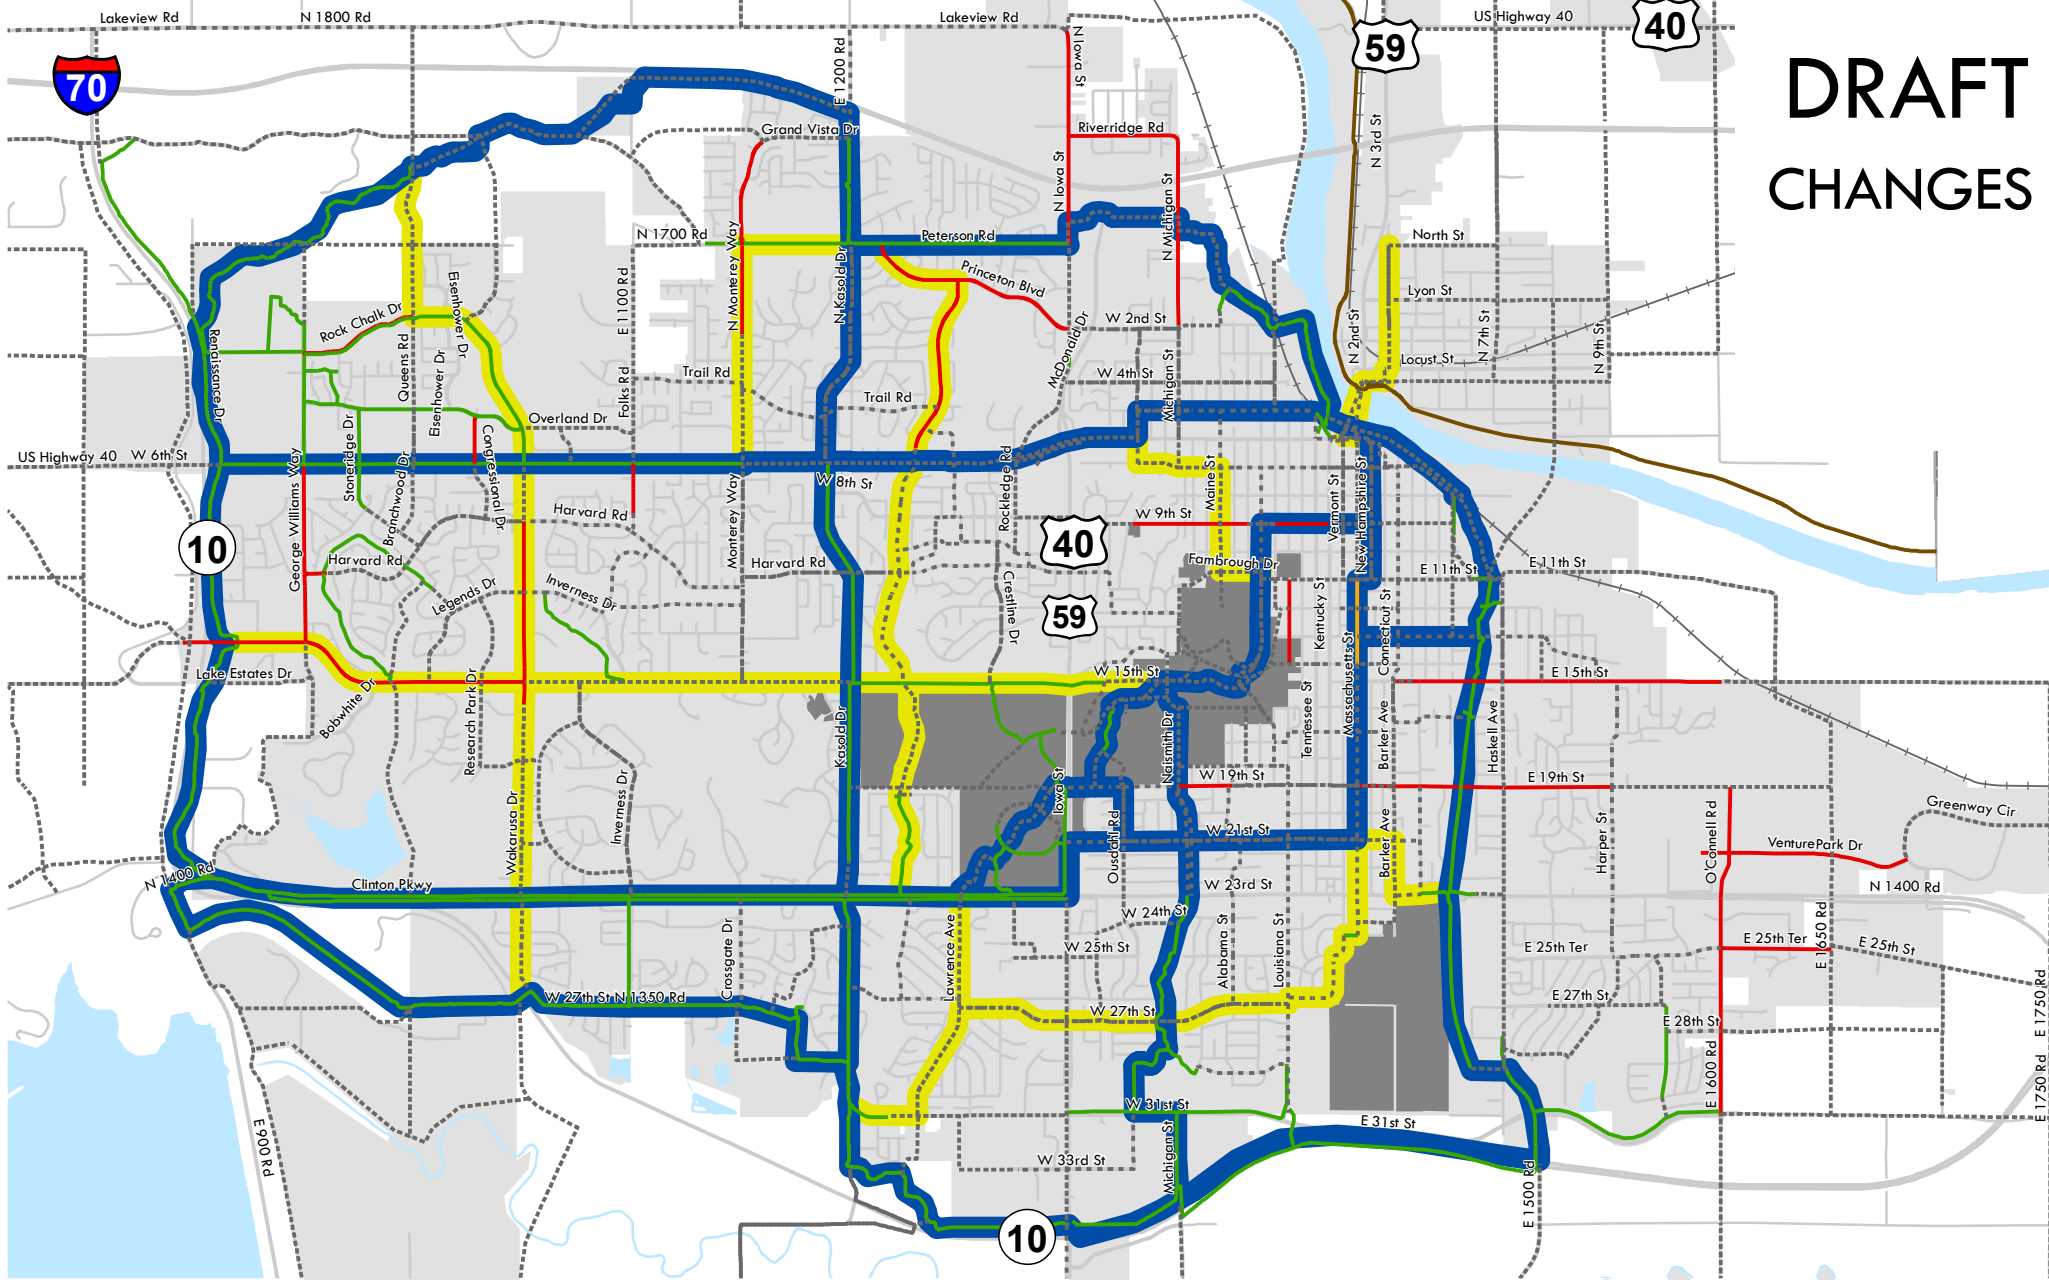 Lakeview Rd
N 1800 Rd
Lakeview Rd
US Highway 40
40
59
70
DRAFT
CHANGES
E 1200 Rd
N Iowa St
Grand Vista Dr
Riverridge Rd
N 3rd St
N Iowa St
N Michigan St
N 1700 Rd
N Monterey Way
Peterson Rd
North St
N Kasold Dr
Princeton Blvd
Eisenhower Dr
E 1100 Rd
Rock Chalk Dr
Lyon St
W 2nd St
Renaissance Dr
Queens Rd
McDonald Dr
N 2nd St
N 7th St
N 9th St
Locust St
Eisenhower Dr
Folks Rd
Trail Rd
W 4th St
Michigan St
Trail Rd
Overland Dr
Stoneridge Dr
Congressional Dr
US Highway 40
W 6th St
George Williams Way
Branchwood Dr
W 8th St
Rockledge Rd
Maine St
Vermont St
New Hampshire St
Harvard Rd
W 9th St
10
40
Monterey Way
Harvard Rd
Harvard Rd
Fambrough Dr
E 11th St
E 11th St
Legends Dr
Inverness Dr
Crestline Dr
59
Kentucky St
Connecticut St
Lake Estates Dr
Bobwhite Dr
Research Park Dr
W 15th St
E 15th St
Massachusetts St
Tennessee St
Kasold Dr
Naismith Dr
Barker Ave
Haskell Ave
Wakarusa Dr
Inverness Dr
Iowa St
W 19th St
E 19th St
Greenway Cir
Ousdahl Rd
W 21st St
Barker Ave
Harper St
O'Connell Rd
VenturePark Dr
N 1400 Rd
Clinton Pkwy
W 23rd St
N 1400 Rd
Lawrence Ave
W 24th St
Crossgate Dr
W 25th St
Alabama St
Louisiana St
E 25th Ter
E 25th Ter
E 1650 Rd
E 25th St
W 27th St
N 1350 Rd
W 27th St
E 27th St
E 28th St
E 1750 Rd
E 1600 Rd
E 1750 Rd
W 31st St
E 31st St
E 900 Rd
W 33rd St
Michigan St
E 1500 Rd
10